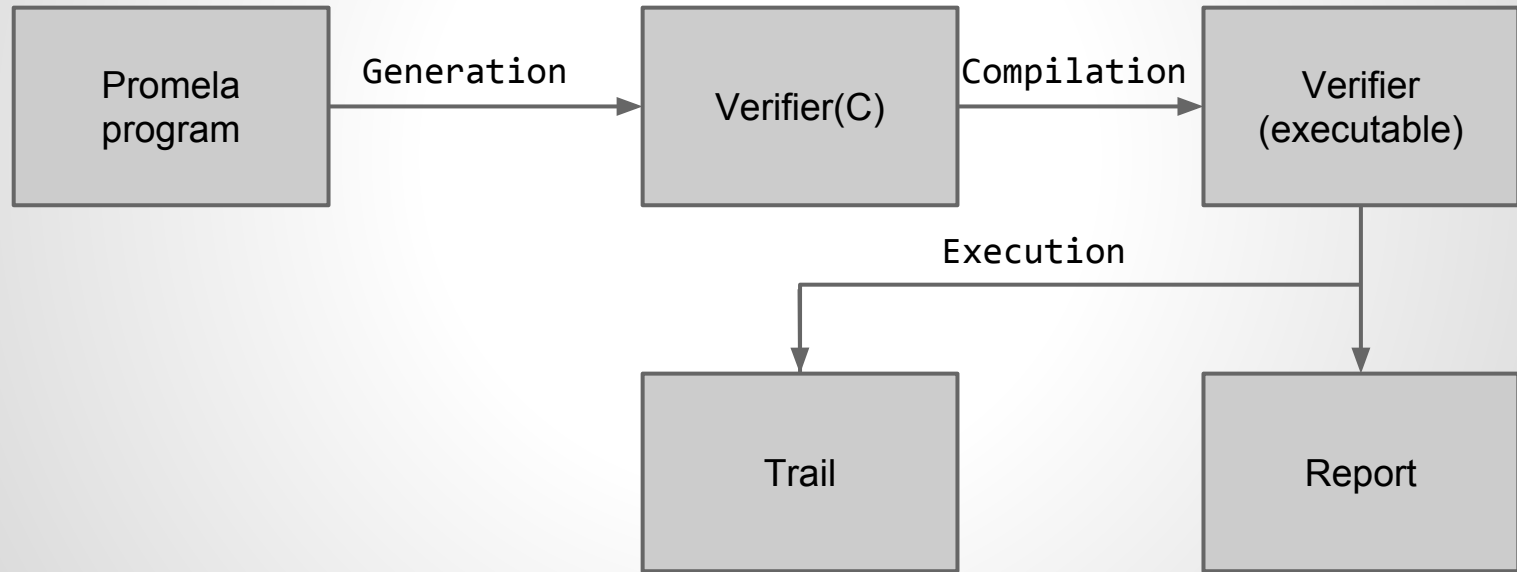 Promela
program
Generation
Verifier(C)
Compilation
Verifier
(executable)
Execution
Trail
Report